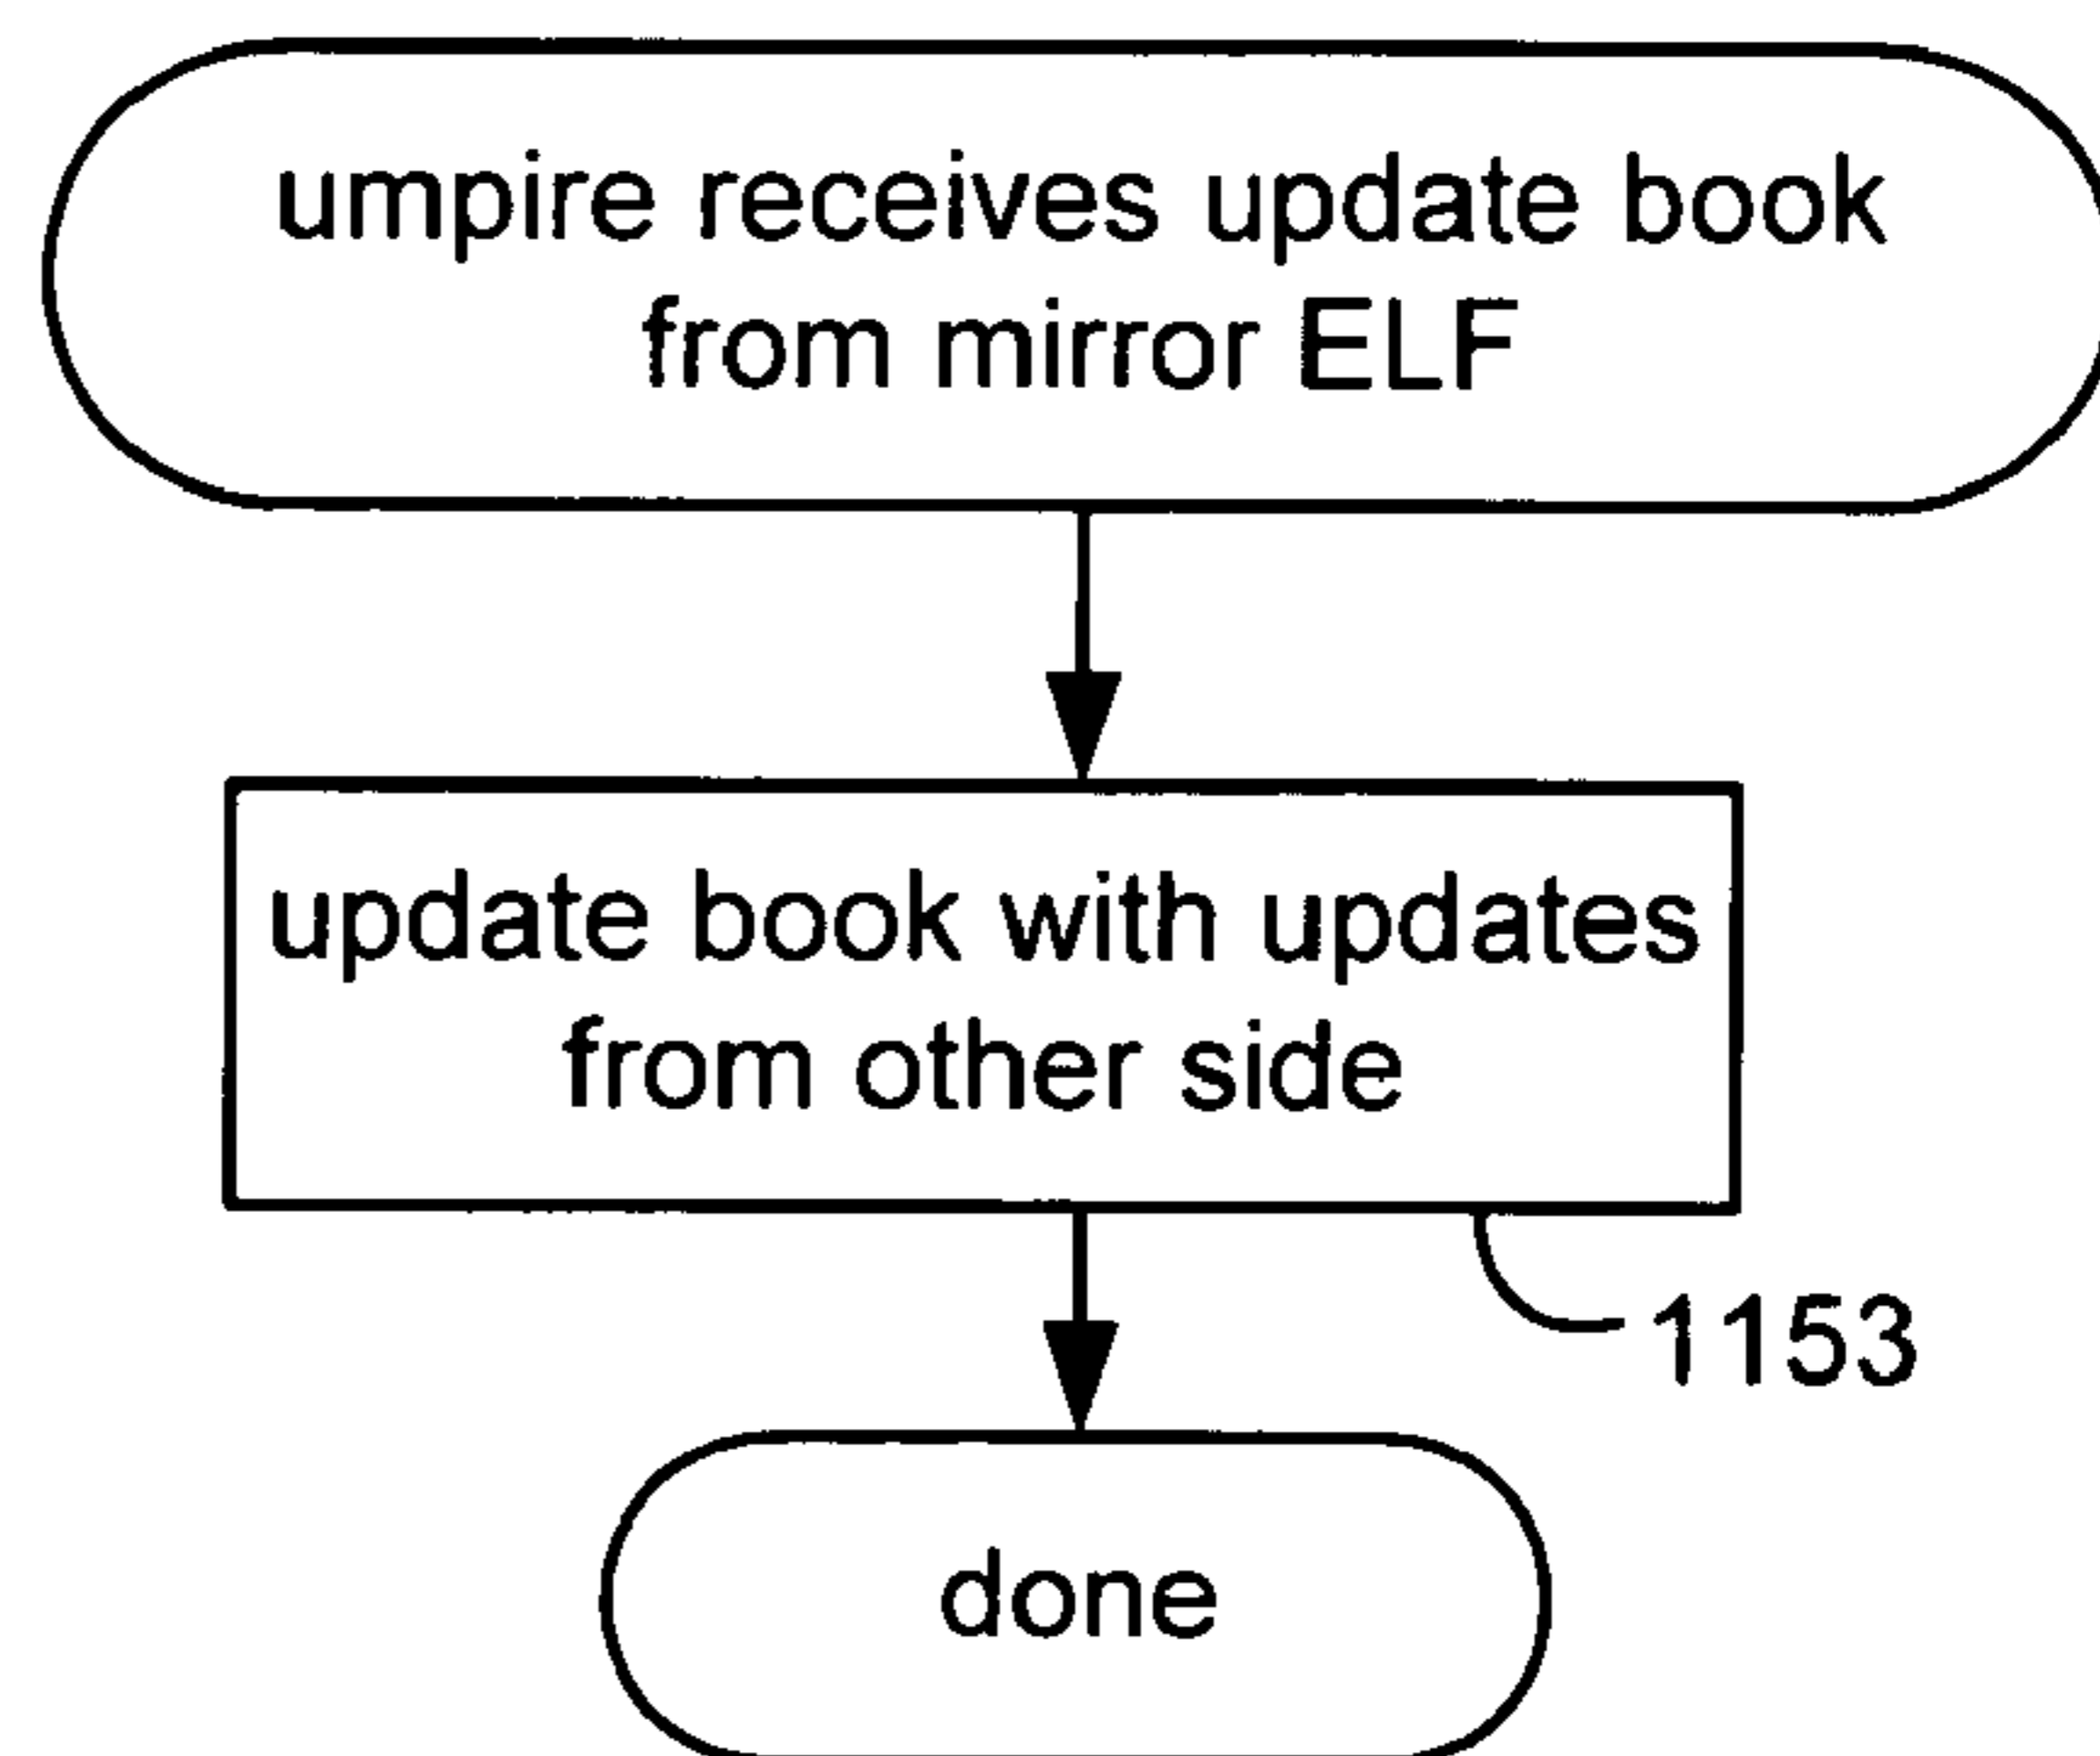 umpire receives update book
from mirror ELF
update book with updates
from other side
1153
done